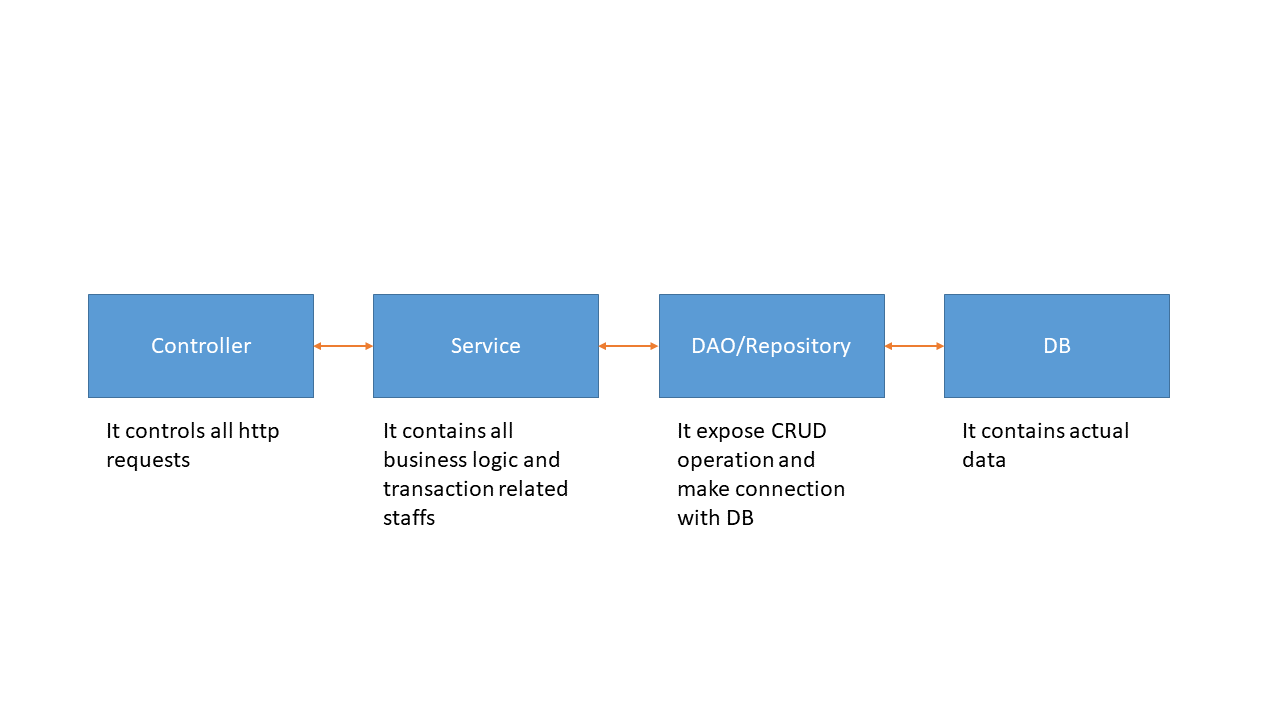 Controller
Service
DAO/Repository
DB
It controls all http
requests
It contains all
business logic and
transaction related
staffs
It expose CRUD
operation and
make connection
with DB
It contains actual
data